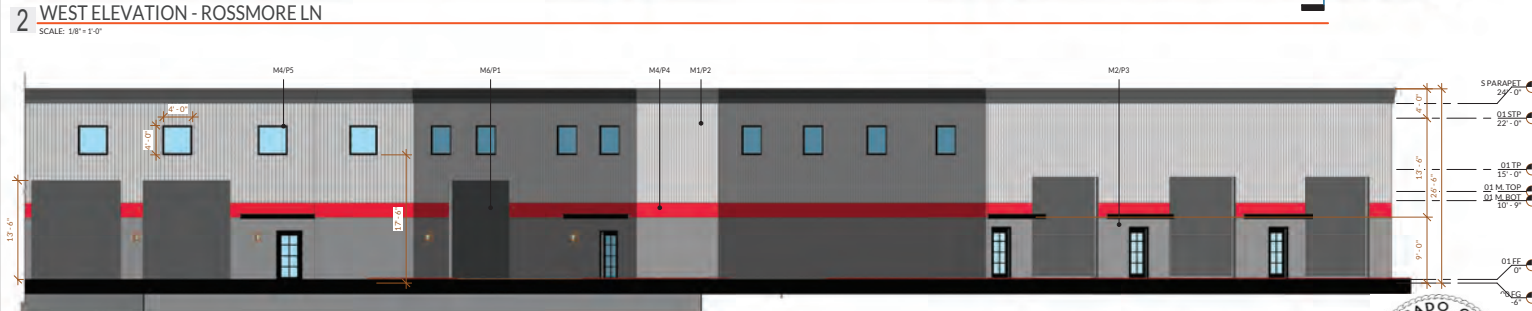 2 WEST ELEVATION - ROSSMORE LN
SCALE: 1/8" = 1'-0"
M4/P5
M6/P1
M4/P4
M1/P2
M2/P3
S PARAPET
24' - 0"
4' - 0"
4' - 0"
4' - 0"
01 STP
22' - 0"
01 TP
15' - 0"
13' - 6"
26' - 6"
01 M. TOP
01 M. BOT
10' - 9"
13' - 6"
17' - 6"
9' - 0"
01 FF
0"
FG
-6"